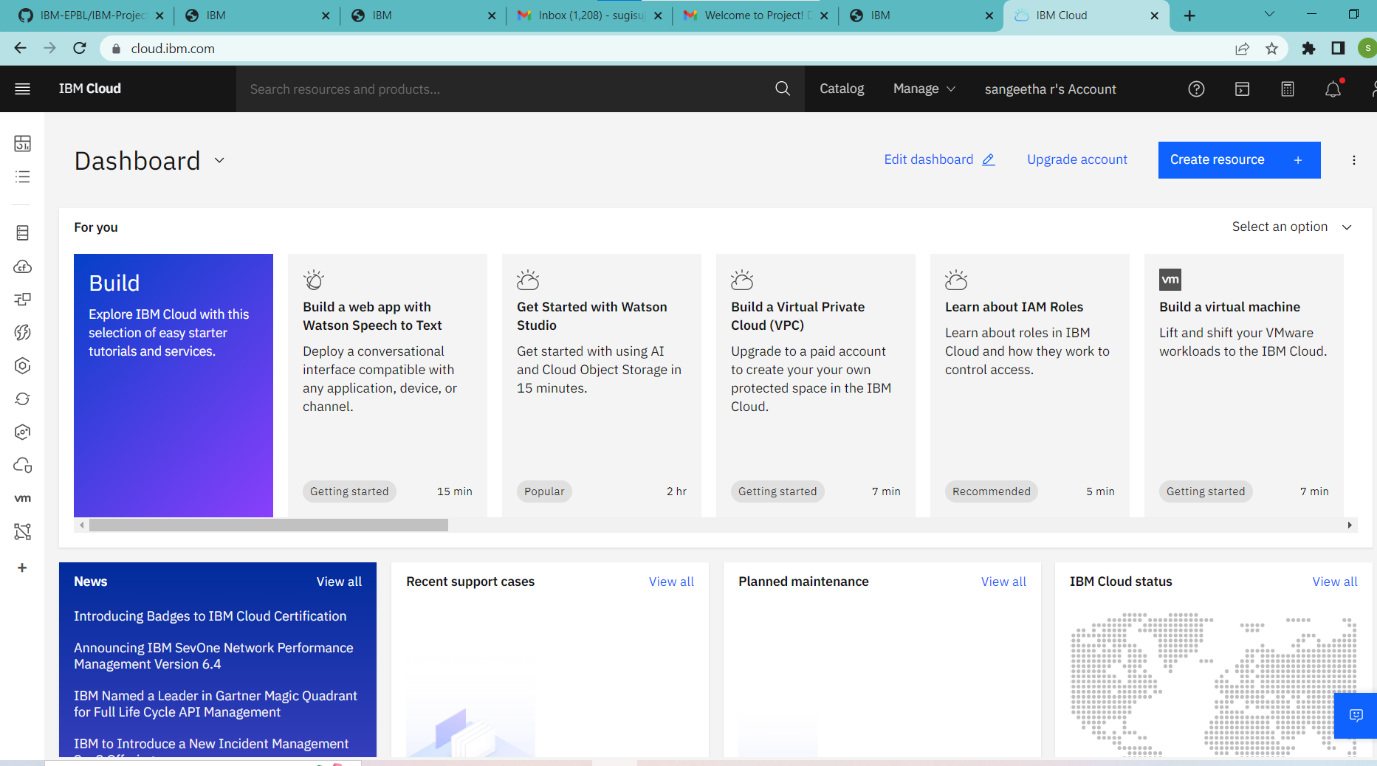 IBM-EPBL/IBM-Projec
IBM
IBM
Inbox (1,208) - sugisu
Welcome to Project!
IBM
IBM Cloud
cloud.ibm.com
S
IBM Cloud
Search resources and products...
Catalog
Manage
sangeetha r's Account
Dashboard
Edit dashboard
Upgrade account
Create resource +
For you
Select an option
Build
Explore IBM Cloud with this
selection of easy starter
tutorials and services.
Build a web app with
Watson Speech to Text
Deploy a conversational
interface compatible with
any application, device, or
channel.
Getting started
15 min
Get Started with Watson
Studio
Get started with using AI
and Cloud Object Storage in
15 minutes.
Popular
2 hr
Build a Virtual Private
Cloud (VPC)
Upgrade to a paid account
to create your your own
protected space in the IBM
Cloud.
Getting started
7 min
Learn about IAM Roles
Learn about roles in IBM
Cloud and how they work to
control access.
Recommended
5 min
vm
Build a virtual machine
Lift and shift your VMware
workloads to the IBM Cloud.
Getting started
7 min
vm
News
View all
Introducing Badges to IBM Cloud Certification
Announcing IBM SevOne Network Performance
Management Version 6.4
IBM Named a Leader in Gartner Magic Quadrant
for Full Life Cycle API Management
IBM to Introduce a New Incident Management
Recent support cases
View all
Planned maintenance
View all
IBM Cloud status
View all